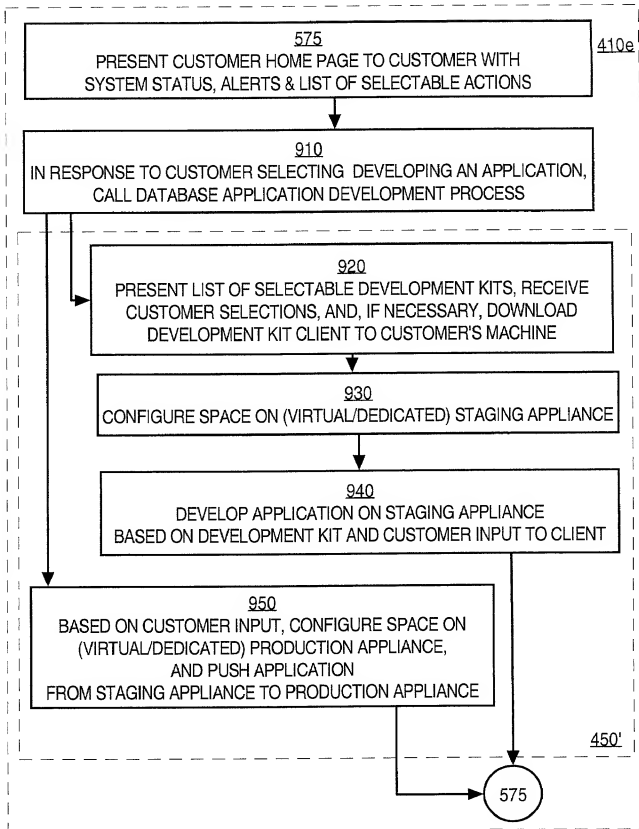 575
PRESENT CUSTOMER HOME PAGE TO CUSTOMER WITH
SYSTEM STATUS, ALERTS & LIST OF SELECTABLE ACTIONS
410e
910
IN RESPONSE TO CUSTOMER SELECTING DEVELOPING AN APPLICATION,
CALL DATABASE APPLICATION DEVELOPMENT PROCESS
920
PRESENT LIST OF SELECTABLE DEVELOPMENT KITS, RECEIVE
CUSTOMER SELECTIONS, AND, IF NECESSARY, DOWNLOAD
DEVELOPMENT KIT CLIENT TO CUSTOMER'S MACHINE
930
CONFIGURE SPACE ON (VIRTUAL/DEDICATED) STAGING APPLIANCE
940
DEVELOP APPLICATION ON STAGING APPLIANCE
BASED ON DEVELOPMENT KIT AND CUSTOMER INPUT TO CLIENT
950
BASED ON CUSTOMER INPUT, CONFIGURE SPACE ON
(VIRTUAL/DEDICATED) PRODUCTION APPLIANCE,
AND PUSH APPLICATION
FROM STAGING APPLIANCE TO PRODUCTION APPLIANCE
450'
575